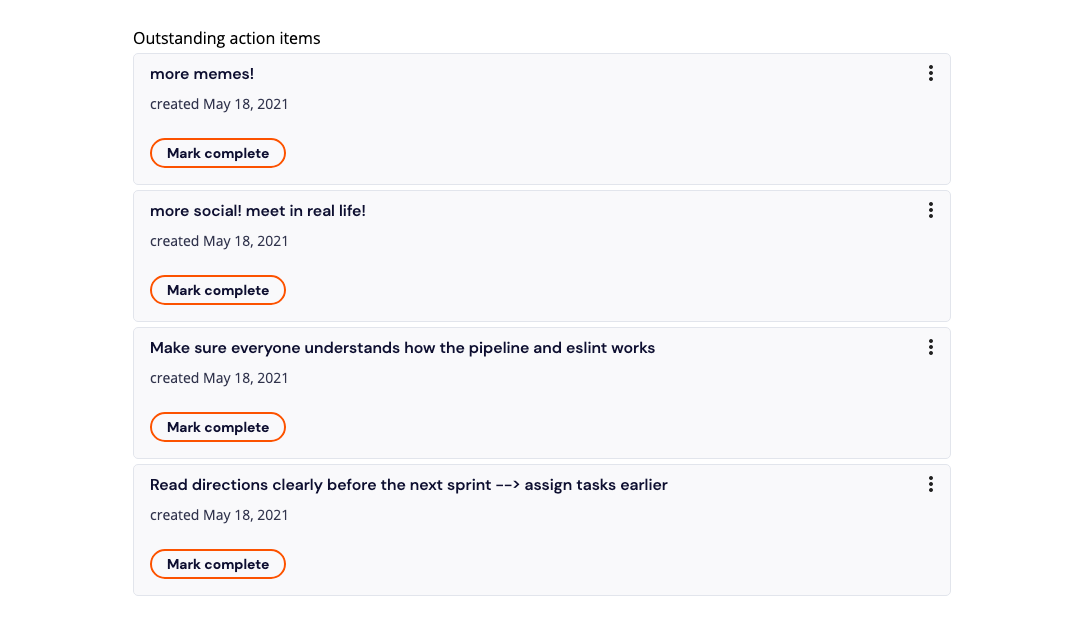 Outstanding action items
more memes!
created May 18, 2021
Mark complete
more social! meet in real life!
created May 18, 2021
Mark complete
Make sure everyone understands how the pipeline and eslint works
created May 18, 2021
Mark complete
Read directions clearly before the next sprint --> assign tasks earlier
created May 18, 2021
Mark complete